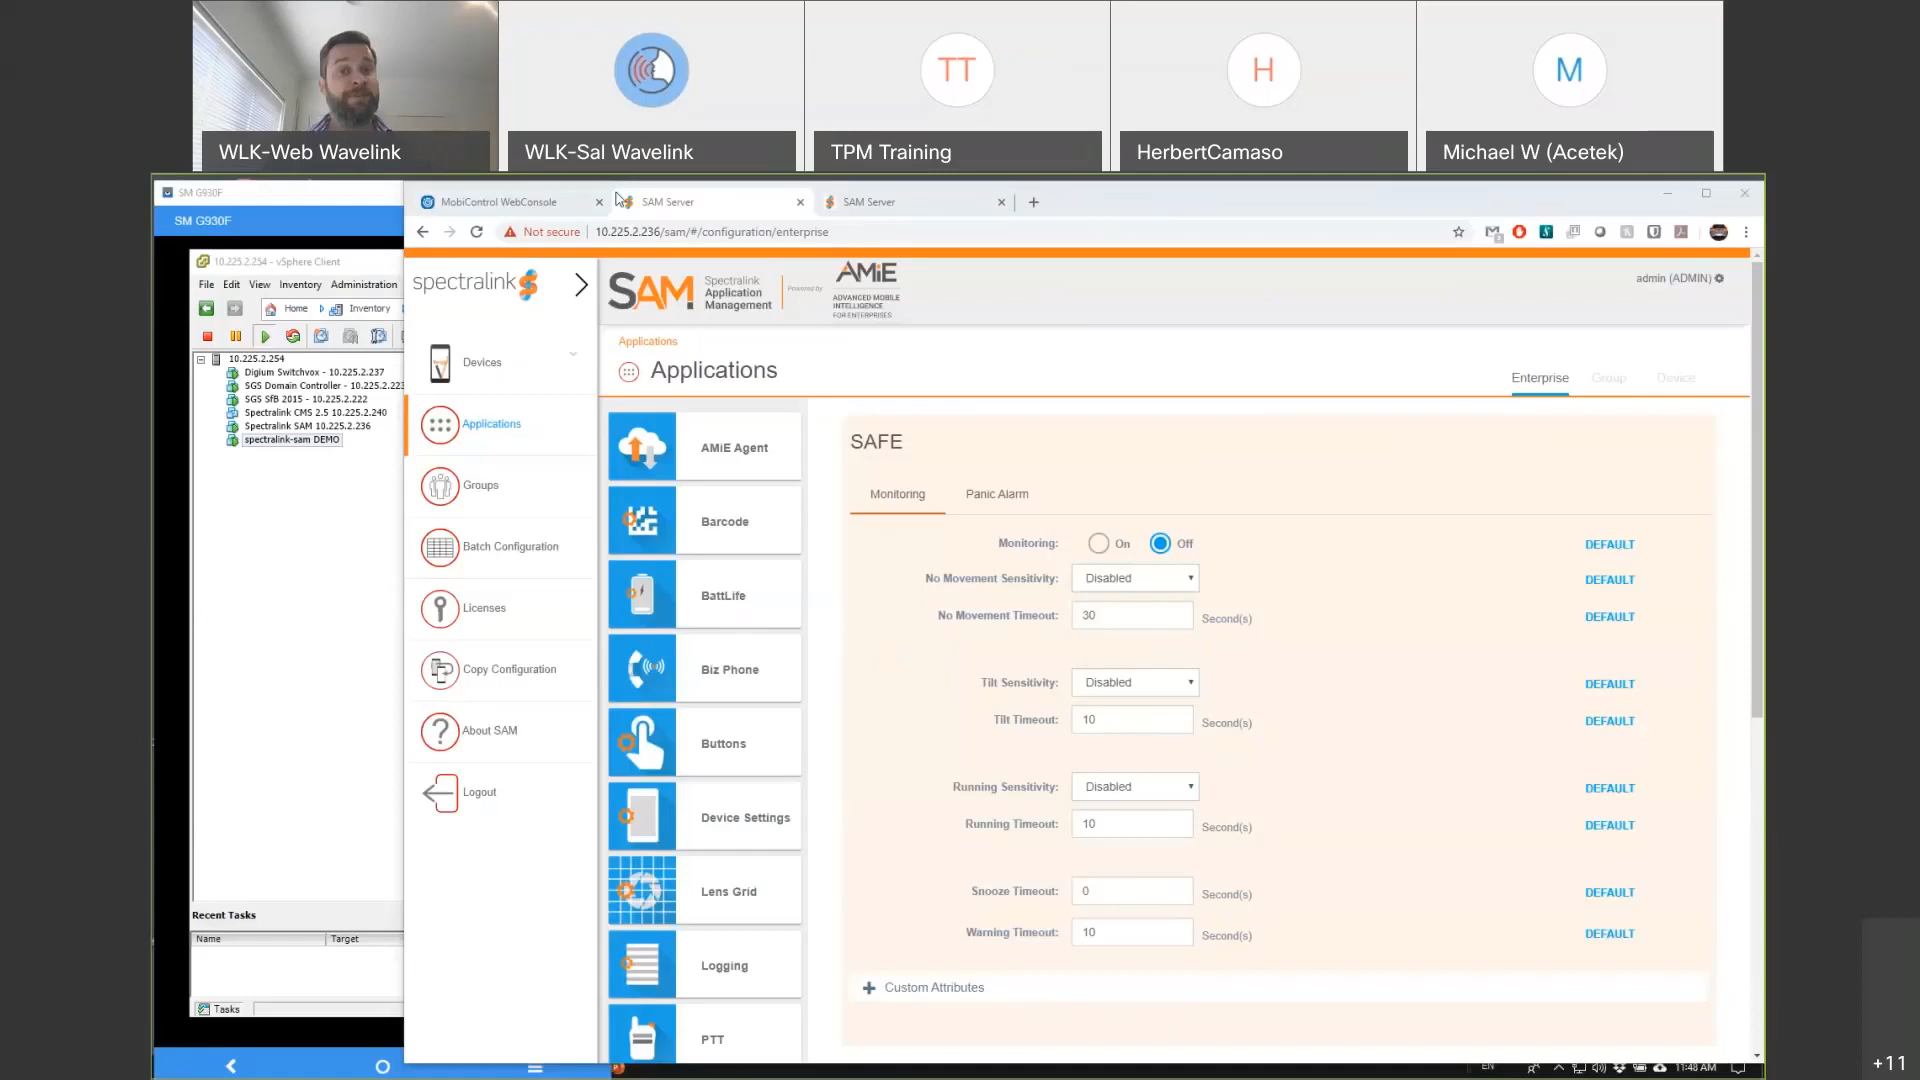 TT
H
M
WLK-Web Wavelink
WLK-Sal Wavelink
TPM Training
HerbertCamaso
Michael W (Acetek)
SM G930F
SM G930F
MobiControl WebConsole
SAM Server
SAM Server
Not secure
10.225.2.236/sam/#/configuration/enterprise
10.225.2.254 - vSphere Client
File Edit View Inventory Administration
Home
Inventory
10.225.2.254
Digium Switchvox - 10.225.2.237
SGS Domain Controller - 10.225.2.223
SGS SfB 2015 - 10.225.2.222
Spectralink CMS 2.5 10.225.2.240
Spectralink SAM 10.225.2.236
spectralink-sam DEMO
Recent Tasks
Name
Target
Tasks
spectralink
Devices
Applications
Groups
Batch Configuration
Licenses
Copy Configuration
About SAM
Logout
SAM
Spectralink
Application
Management
Powered by
AMiE
ADVANCED MOBILE
INTELLIGENCE
FOR ENTERPRISES
admin (ADMIN)
Applications
Applications
Enterprise
Group
Device
AMiE Agent
Barcode
BattLife
Biz Phone
Buttons
Device Settings
Lens Grid
Logging
PTT
SAFE
Monitoring
Panic Alarm
Monitoring: On Off DEFAULT
No Movement Sensitivity: Disabled DEFAULT
No Movement Timeout: 30 Second(s) DEFAULT
Tilt Sensitivity: Disabled DEFAULT
Tilt Timeout: 10 Second(s) DEFAULT
Running Sensitivity: Disabled DEFAULT
Running Timeout: 10 Second(s) DEFAULT
Snooze Timeout: 0 Second(s) DEFAULT
Warning Timeout: 10 Second(s) DEFAULT
Custom Attributes
EN
11:48 AM
+11